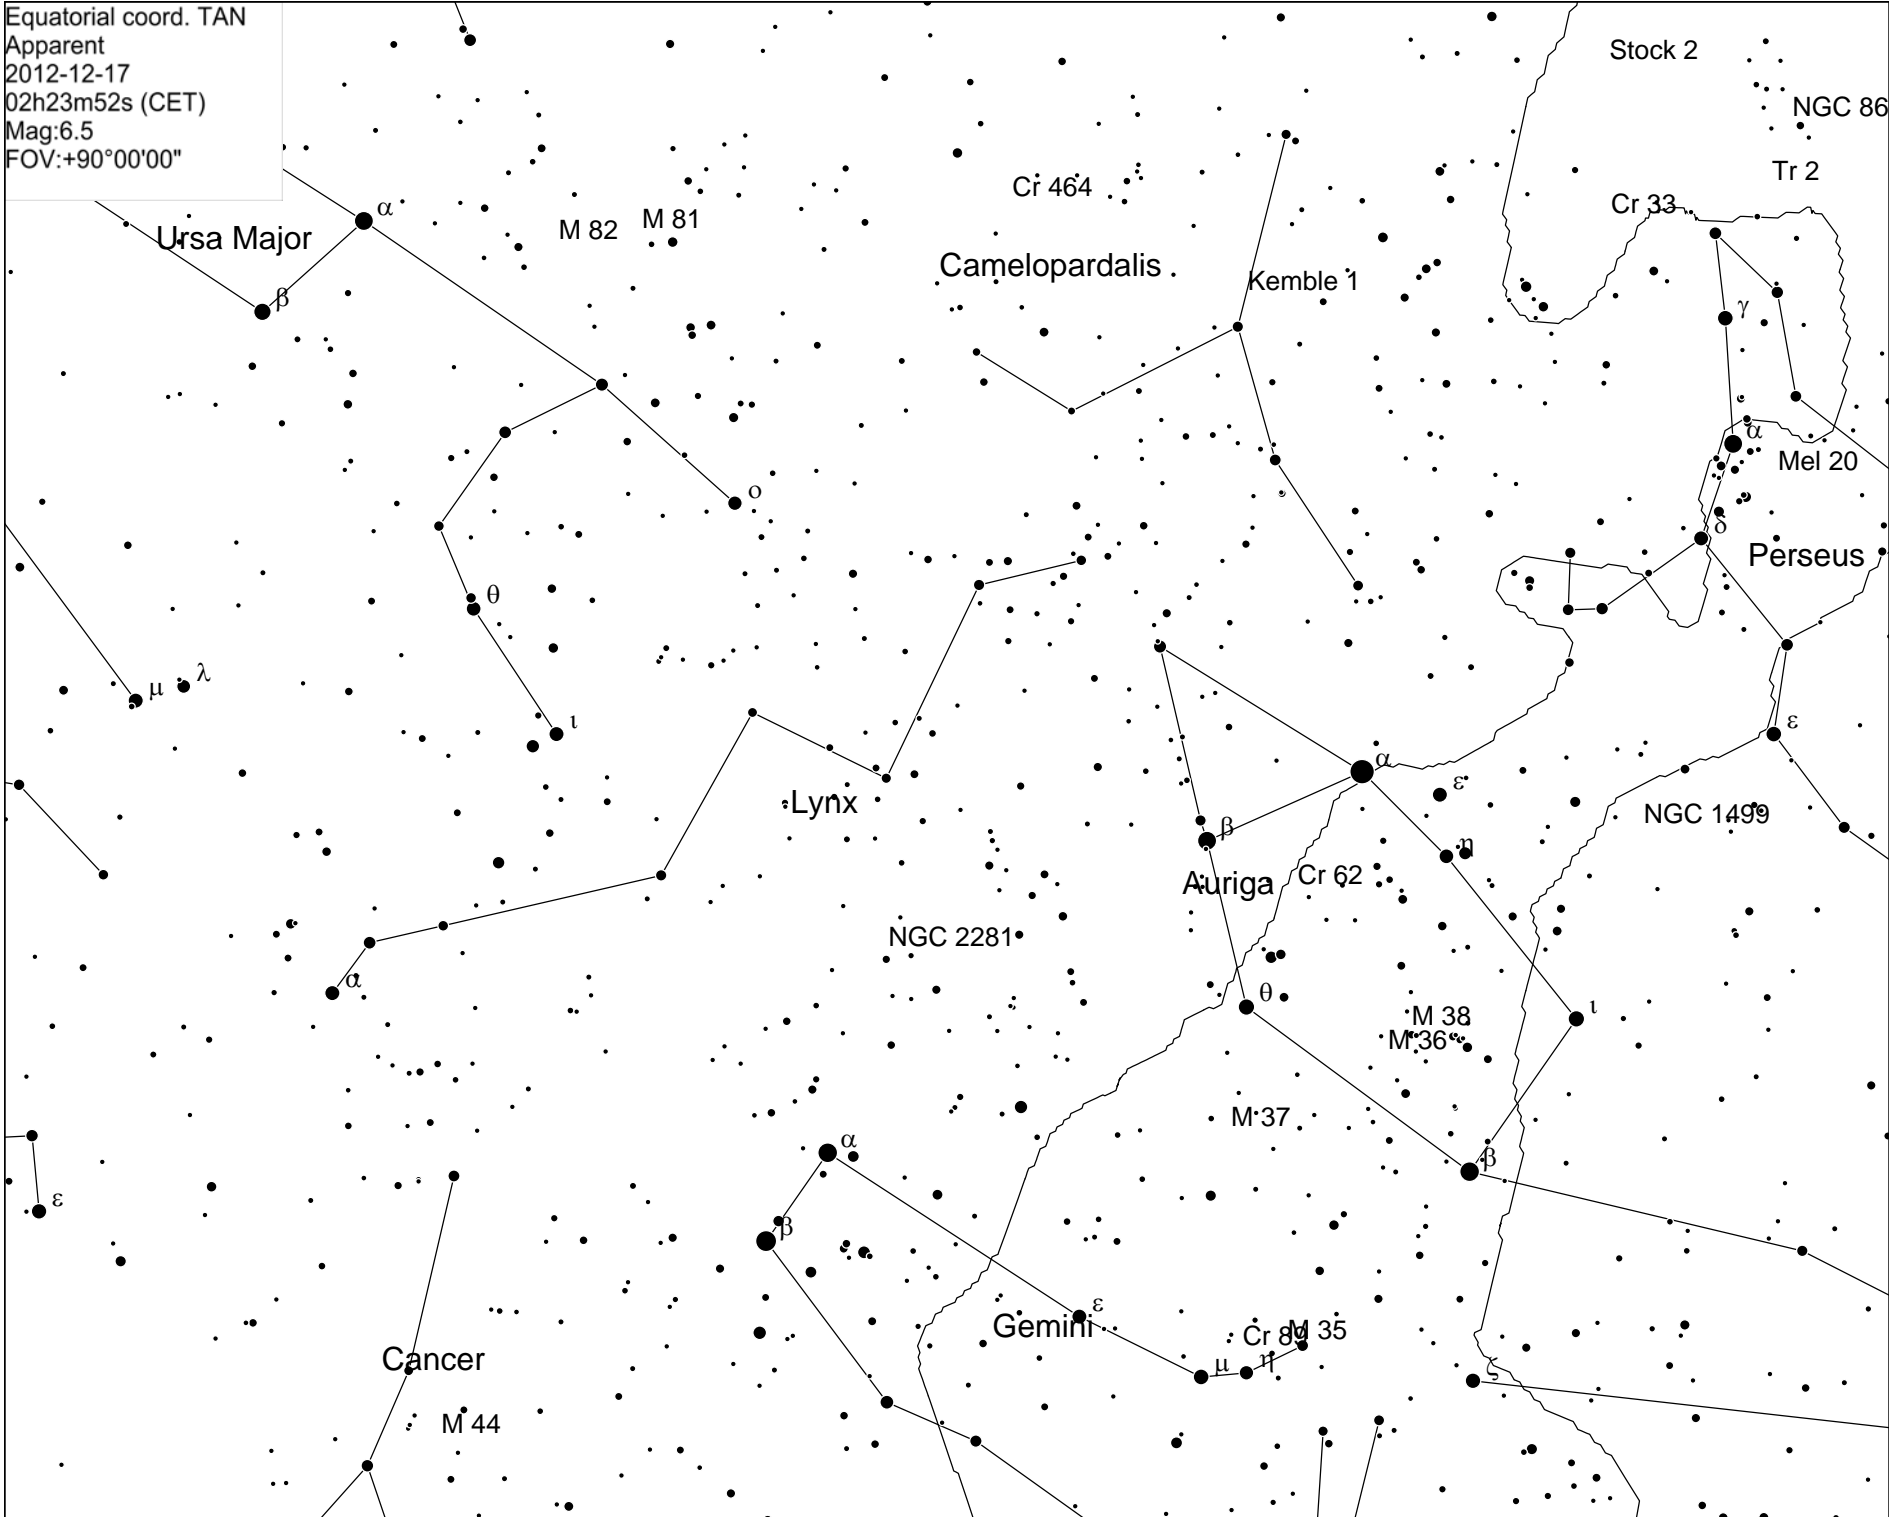 Equatorial coord. TAN
Apparent
2012-12-17
02h23m52s (CET)
Mag:6.5
FOV:+90°00'00"
Stock 2
NGC 86
Tr 2
Cr 464
Cr 33
α
M 82
M 81
Ursa Major
Camelopardalis
Kemble 1
β
γ
α
Mel 20
ο
δ
Perseus
θ
μ
λ
ι
ε
α
ε
Lynx
NGC 1499
β
η
Auriga
Cr 62
NGC 2281
α
θ
ι
M 38
M 36
M 37
α
β
ε
β
ε
Gemini
Cr 89
M 35
Cancer
μ
η
ζ
M 44